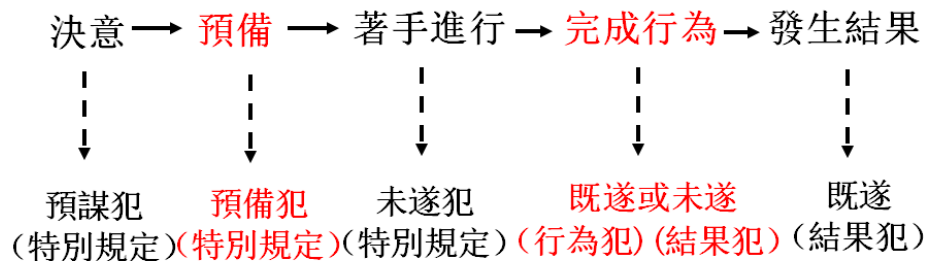 決意 預備 著手進行 完成行為 發生結果
預謀犯 預備犯 未遂犯 既遂或未遂 既遂
(特別規定) (特別規定) (特別規定) (行為犯) (結果犯) (結果犯)